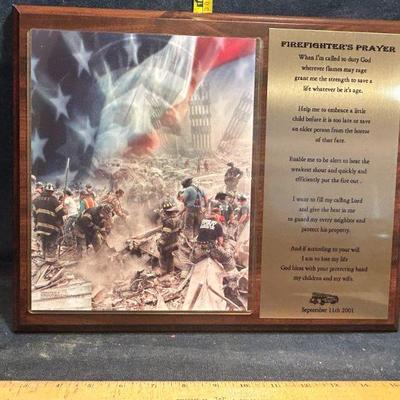 FIREFIGHTER'S PRAYER
When I'm called to duty God
wherever flames may rage
grant me the strength to save a
life whatever be it's age.
Help me to embrace a little
child before it is too late or save
an older person from the horror
of that fate.
Enable me to be alert to hear the
weakest shout and quickly and
efficiently put the fire out .
I want to fill my calling Lord
and give the best in me
to guard my every neighbor and
protect his property.
And if according to your will
I am to lose my life
God bless with your protecting hand
my children and my wife.
September 11th 2001